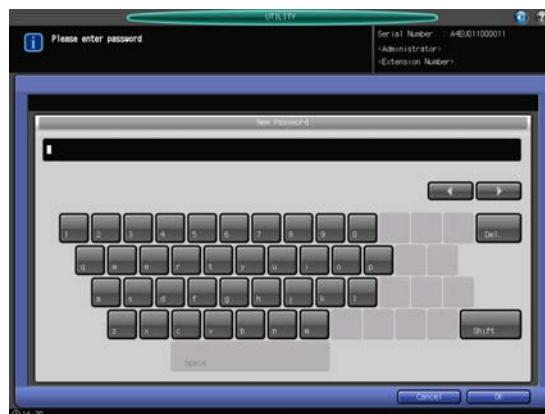 UTILITY
Please enter password
Serial Number : A4EU011000011
<Administrator>
<Extension Number>
New Password
1 2 3 4 5 6 7 8 9 0 Del.
q w e r t y u i o p
a s d f g h j k l
z x c v b n m Shift
Space
Cancel OK